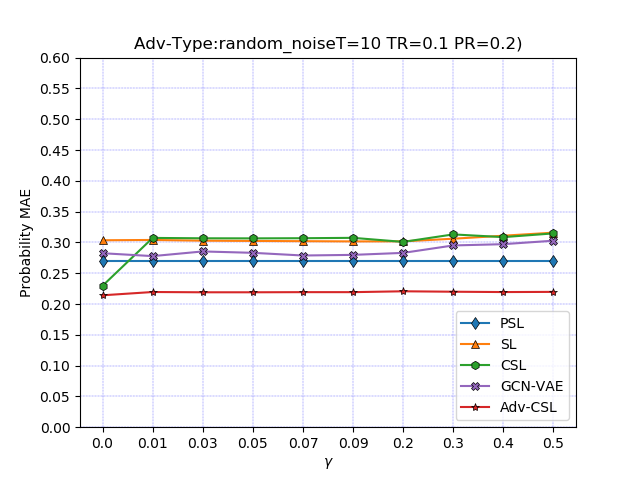 Adv-Type:random_noiseT=10 TR=0.1 PR=0.2)
Probability MAE
0.60
0.55
0.50
0.45
0.40
0.35
0.30
0.25
0.20
0.15
0.10
0.05
0.00
0.0 0.01 0.03 0.05 0.07 0.09 0.2 0.3 0.4 0.5
γ
PSL
SL
CSL
GCN-VAE
Adv-CSL